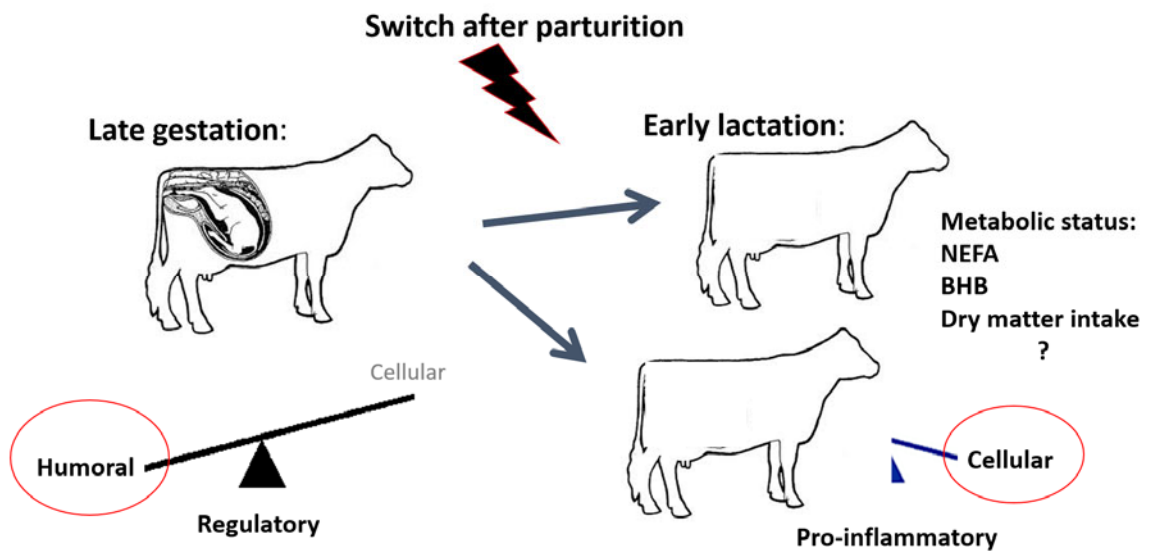 Switch after parturition
Late gestation:
Early lactation:
Metabolic status:
NEFA
BHB
Dry matter intake
?
Cellular
Humoral
Regulatory
Cellular
Pro-inflammatory